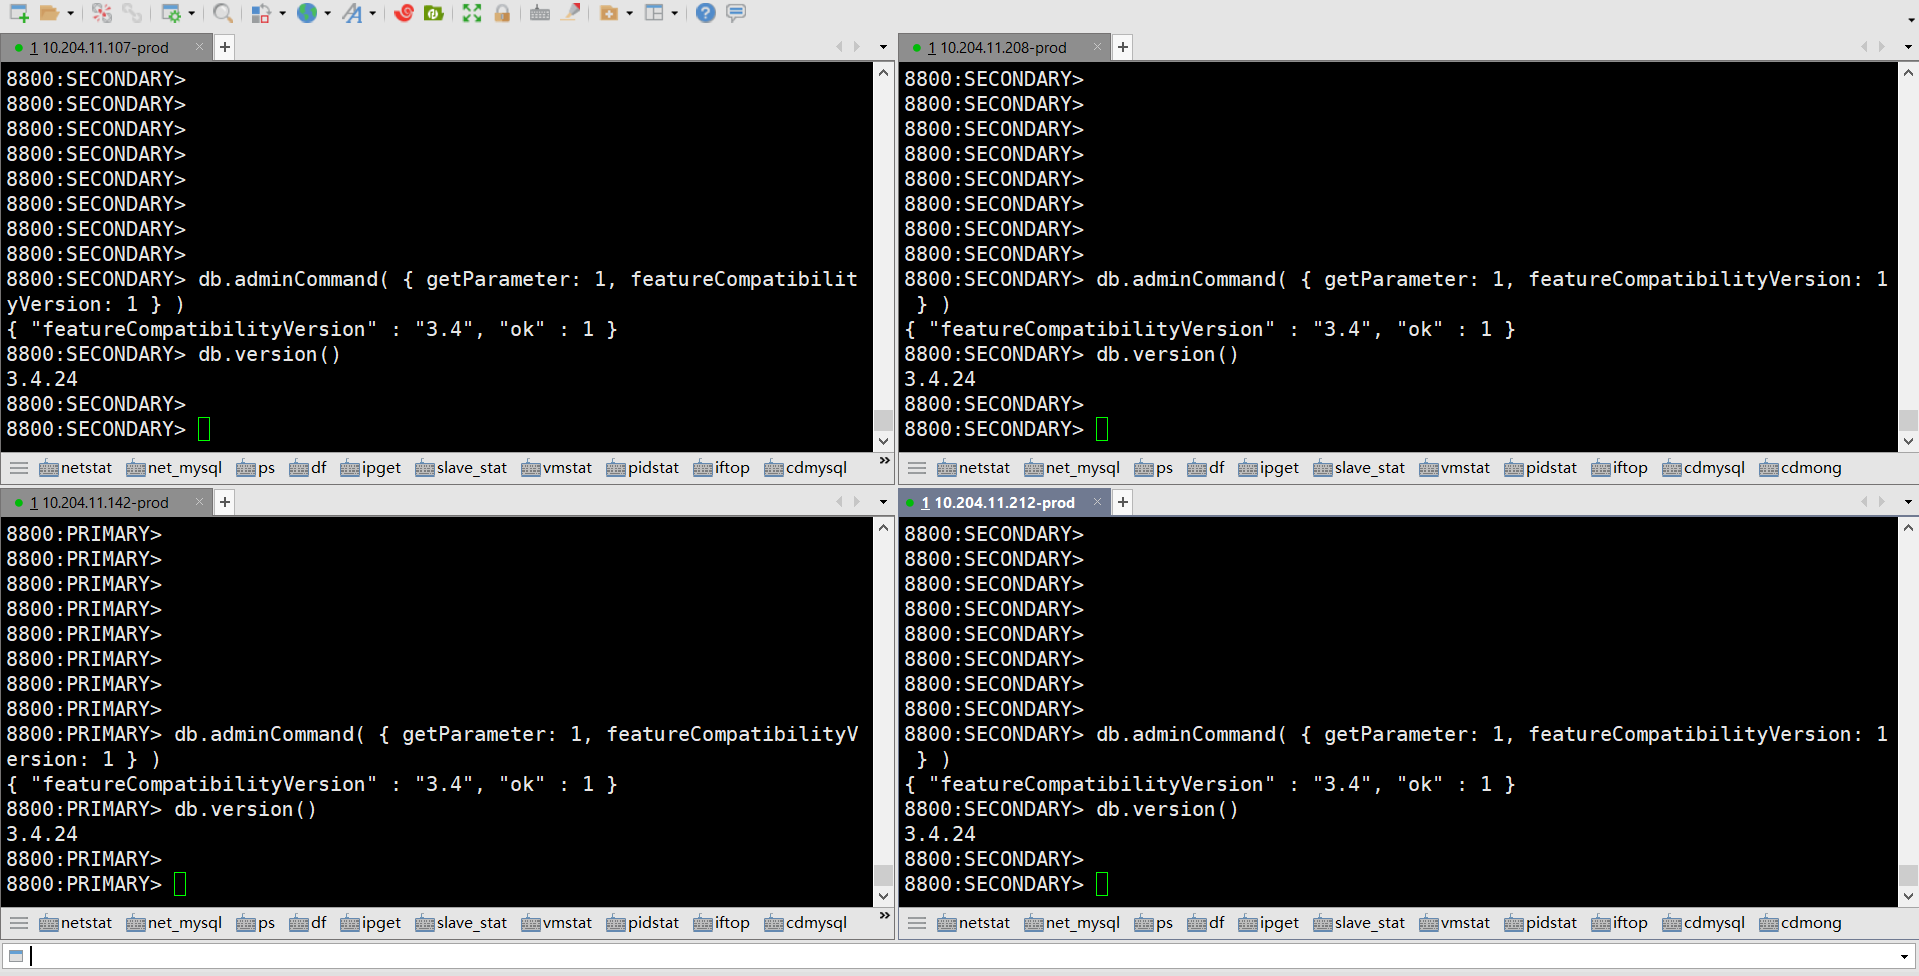 1 10.204.11.107-prod
8800:SECONDARY>
8800:SECONDARY>
8800:SECONDARY>
8800:SECONDARY>
8800:SECONDARY>
8800:SECONDARY>
8800:SECONDARY>
8800:SECONDARY>
8800:SECONDARY> db.adminCommand( { getParameter: 1, featureCompatibilit
yVersion: 1 } )
{ "featureCompatibilityVersion" : "3.4", "ok" : 1 }
8800:SECONDARY> db.version()
3.4.24
8800:SECONDARY>
8800:SECONDARY>
netstat net_mysql ps df ipget slave_stat vmstat pidstat iftop cdmysql
1 10.204.11.208-prod
8800:SECONDARY>
8800:SECONDARY>
8800:SECONDARY>
8800:SECONDARY>
8800:SECONDARY>
8800:SECONDARY>
8800:SECONDARY>
8800:SECONDARY>
8800:SECONDARY> db.adminCommand( { getParameter: 1, featureCompatibilityVersion: 1
 } )
{ "featureCompatibilityVersion" : "3.4", "ok" : 1 }
8800:SECONDARY> db.version()
3.4.24
8800:SECONDARY>
8800:SECONDARY>
netstat net_mysql ps df ipget slave_stat vmstat pidstat iftop cdmysql cdmong
1 10.204.11.142-prod
8800:PRIMARY>
8800:PRIMARY>
8800:PRIMARY>
8800:PRIMARY>
8800:PRIMARY>
8800:PRIMARY>
8800:PRIMARY>
8800:PRIMARY>
8800:PRIMARY> db.adminCommand( { getParameter: 1, featureCompatibilityV
ersion: 1 } )
{ "featureCompatibilityVersion" : "3.4", "ok" : 1 }
8800:PRIMARY> db.version()
3.4.24
8800:PRIMARY>
8800:PRIMARY>
netstat net_mysql ps df ipget slave_stat vmstat pidstat iftop cdmysql
1 10.204.11.212-prod
8800:SECONDARY>
8800:SECONDARY>
8800:SECONDARY>
8800:SECONDARY>
8800:SECONDARY>
8800:SECONDARY>
8800:SECONDARY>
8800:SECONDARY>
8800:SECONDARY> db.adminCommand( { getParameter: 1, featureCompatibilityVersion: 1
 } )
{ "featureCompatibilityVersion" : "3.4", "ok" : 1 }
8800:SECONDARY> db.version()
3.4.24
8800:SECONDARY>
8800:SECONDARY>
netstat net_mysql ps df ipget slave_stat vmstat pidstat iftop cdmysql cdmong